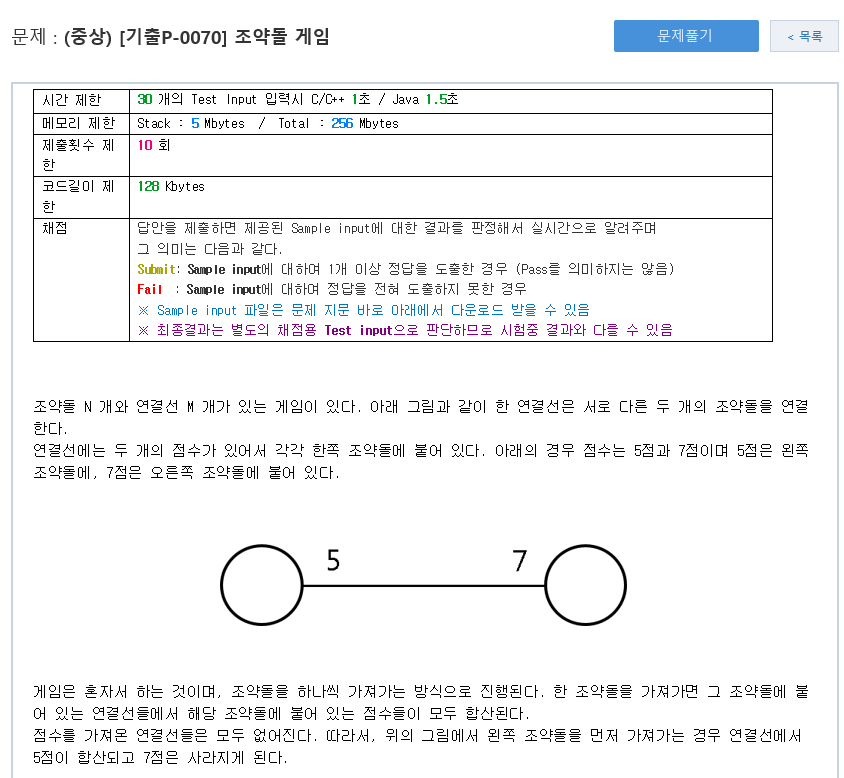 문제 : (중상) [기출P-0070] 조약돌 게임
문제풀기
< 목록
시간 제한
30 개의 Test Input 입력시 C/C++ 1초 / Java 1.5초
메모리 제한
Stack : 5 Mbytes / Total : 256 Mbytes
제출횟수 제
한
10 회
코드길이 제
한
128 Kbytes
채점
답안을 제출하면 제공된 Sample input에 대한 결과를 판정해서 실시간으로 알려주며
그 의미는 다음과 같다.
Submit: Sample input에 대하여 1개 이상 정답을 도출한 경우 (Pass를 의미하지는 않음)
Fail : Sample input에 대하여 정답을 전혀 도출하지 못한 경우
※ Sample input 파일은 문제 지문 바로 아래에서 다운로드 받을 수 있음
※ 최종결과는 별도의 채점용 Test input으로 판단하므로 시험중 결과와 다를 수 있음
조약돌 N 개와 연결선 M 개가 있는 게임이 있다. 아래 그림과 같이 한 연결선은 서로 다른 두 개의 조약돌을 연결
한다.
연결선에는 두 개의 점수가 있어서 각각 한쪽 조약돌에 붙어 있다. 아래의 경우 점수는 5점과 7점이며 5점은 왼쪽
조약돌에, 7점은 오른쪽 조약돌에 붙어 있다.
5 7
게임은 혼자서 하는 것이며, 조약돌을 하나씩 가져가는 방식으로 진행된다. 한 조약돌을 가져가면 그 조약돌에 붙
어 있는 연결선들에서 해당 조약돌에 붙어 있는 점수들이 모두 합산된다.
점수를 가져온 연결선들은 모두 없어진다. 따라서, 위의 그림에서 왼쪽 조약돌을 먼저 가져가는 경우 연결선에서
5점이 합산되고 7점은 사라지게 된다.